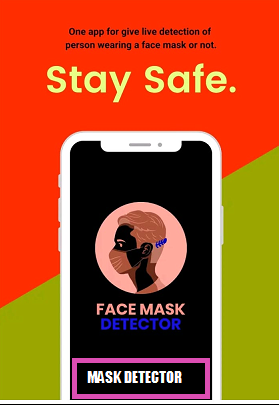 One app for give live detection of
person wearing a face mask or not.
Stay Safe.
FACE MASK
DETECTOR
MASK DETECTOR